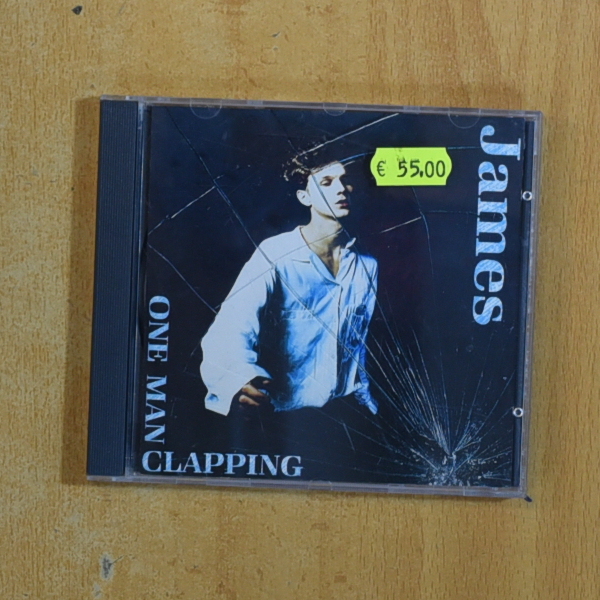 James
€ 55,00
ONE MAN
CLAPPING